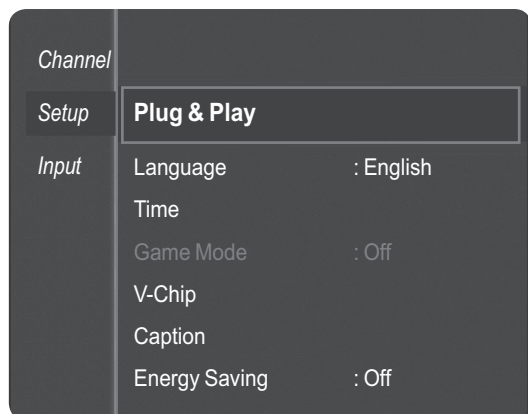 Channel
Setup
Input
Plug & Play
Language : English
Time
Game Mode : Off
V-Chip
Caption
Energy Saving : Off